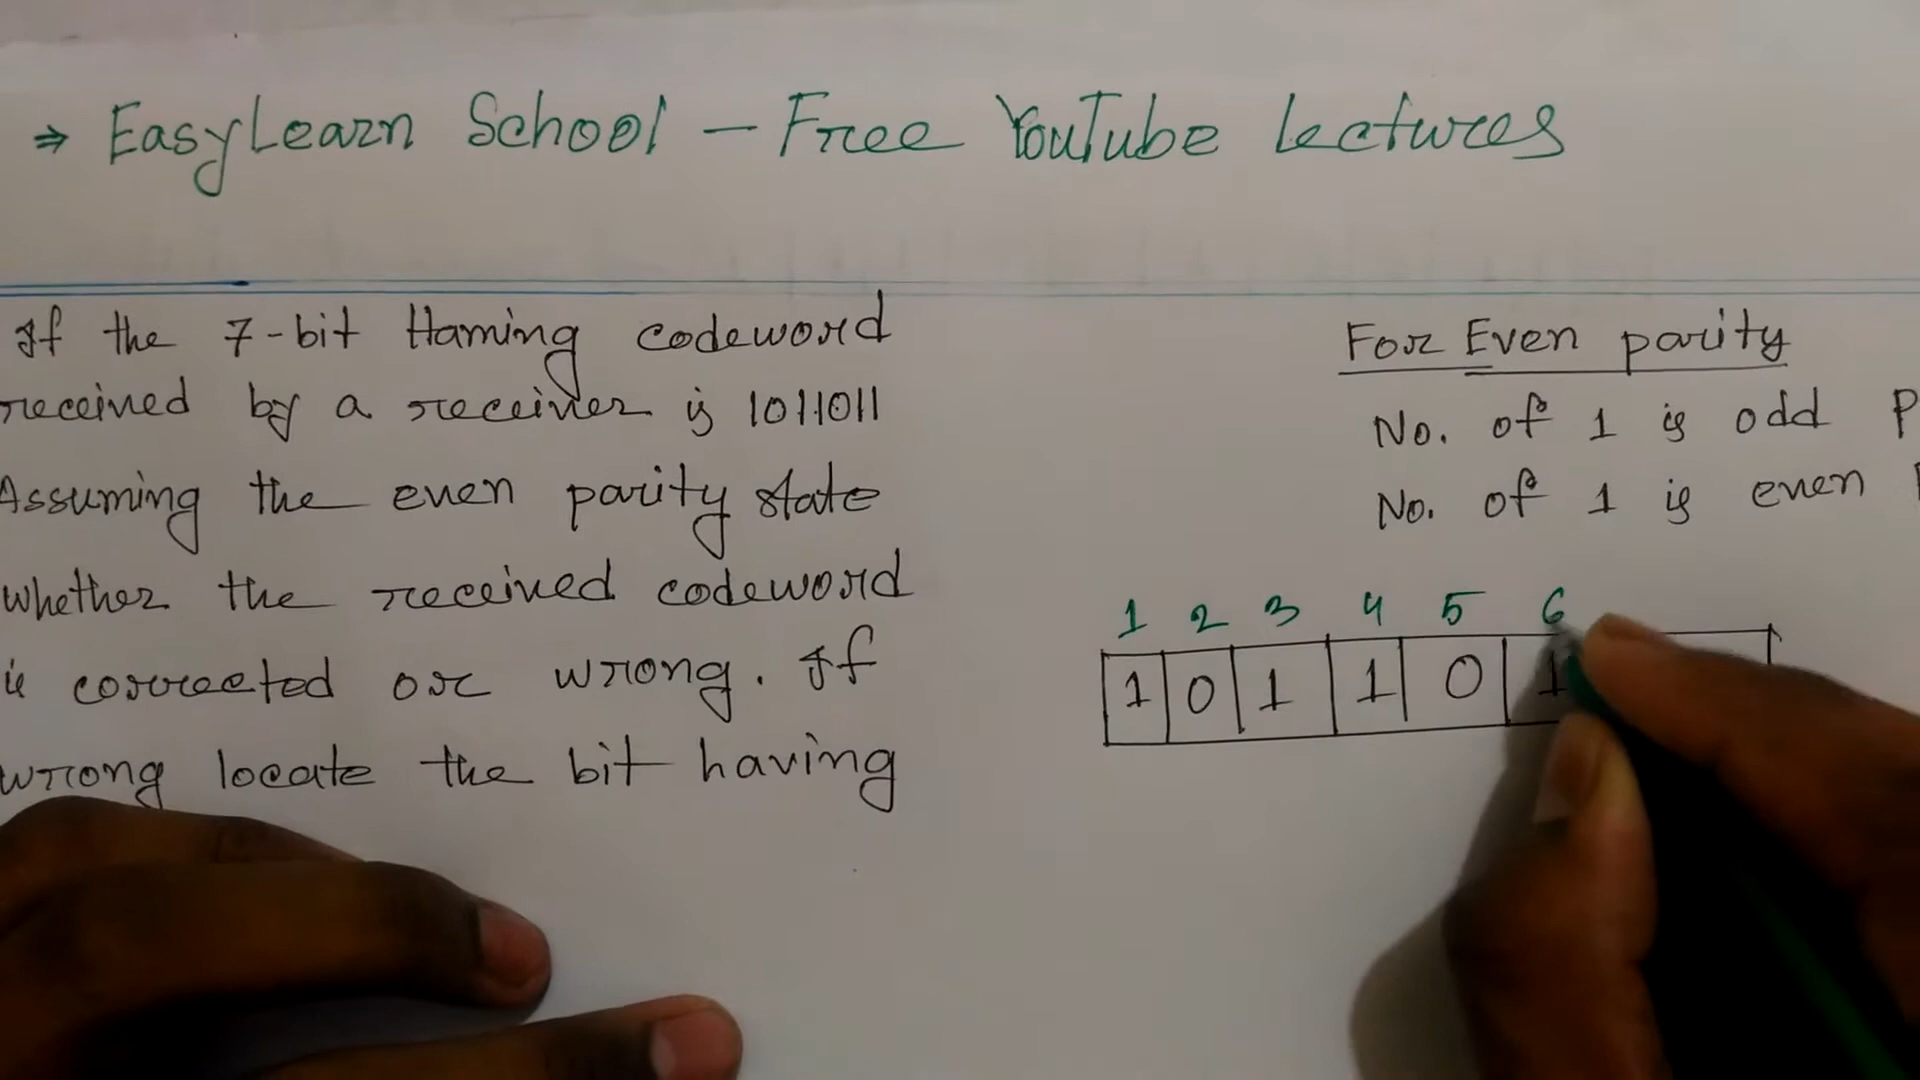 ⇒ EasyLearn School - Free YouTube Lectures
If the 7-bit Haming codeword
received by a receiver is 1011011
Assuming the even parity state
whether the received codeword
is corrected or wrong. If
wrong locate the bit having
For Even parity
No. of 1 is odd P
No. of 1 is even
1 2 3 4 5 6
1 0 1 1 0 1